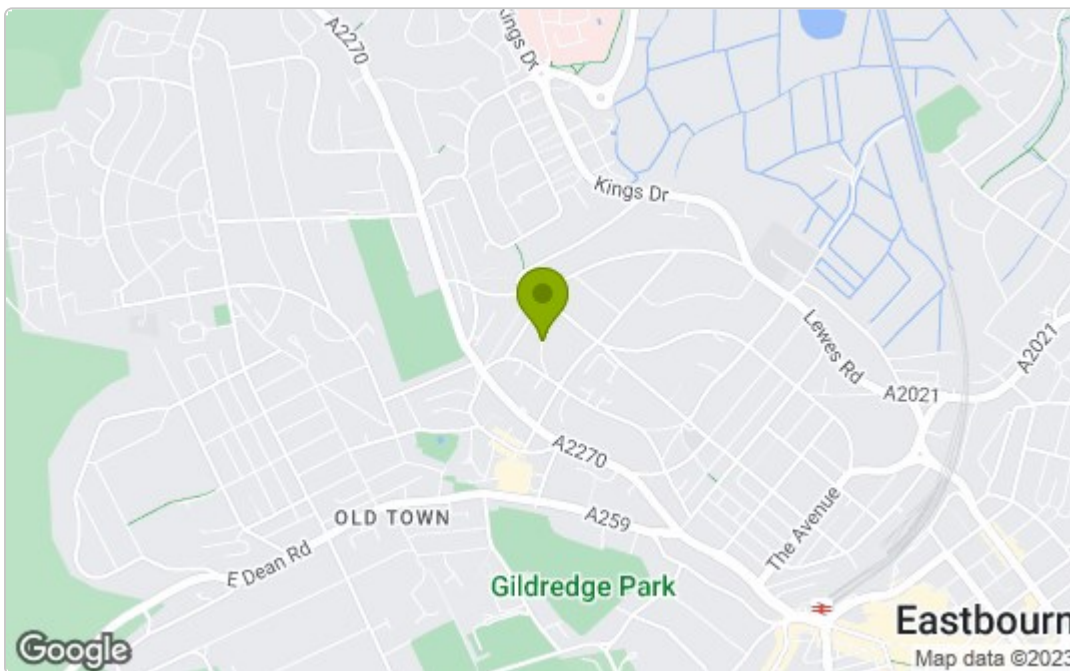 A2270
Kings Dr
Kings Dr
Lewes Rd
A2021
A2021
A2270
OLD TOWN
A259
The Avenue
E Dean Rd
Gildredge Park
Eastbourn
Google
Map data ©2023